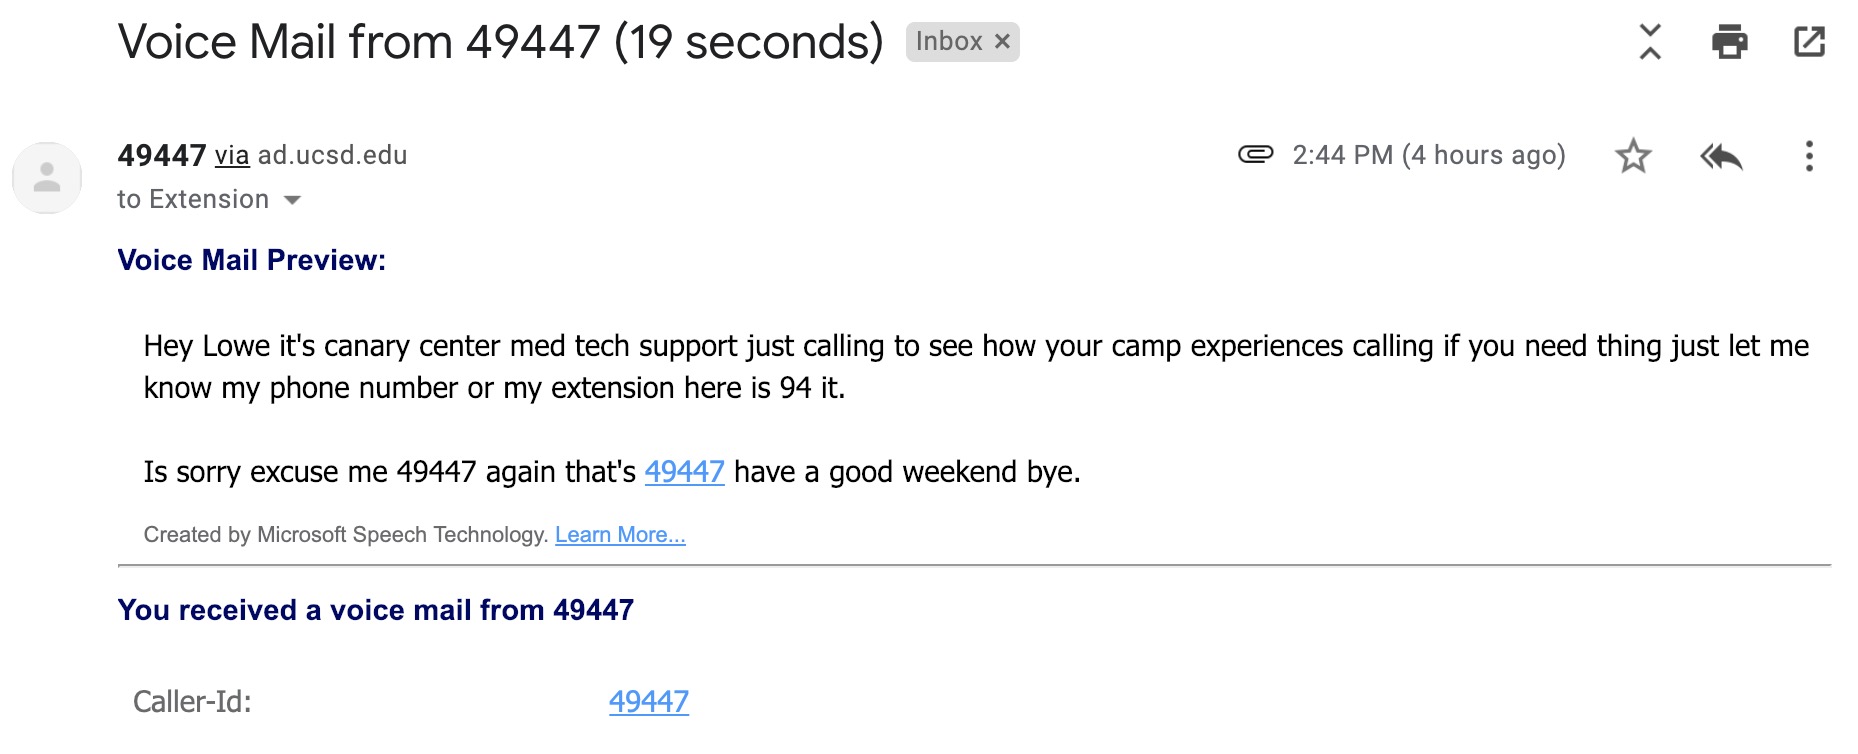 Voice Mail from 49447 (19 seconds) Inbox ×
49447 via ad.ucsd.edu 2:44 PM (4 hours ago)
to Extension
Voice Mail Preview:
Hey Lowe it's canary center med tech support just calling to see how your camp experiences calling if you need thing just let me
know my phone number or my extension here is 94 it.
Is sorry excuse me 49447 again that's 49447 have a good weekend bye.
Created by Microsoft Speech Technology. Learn More...
You received a voice mail from 49447
Caller-Id: 49447